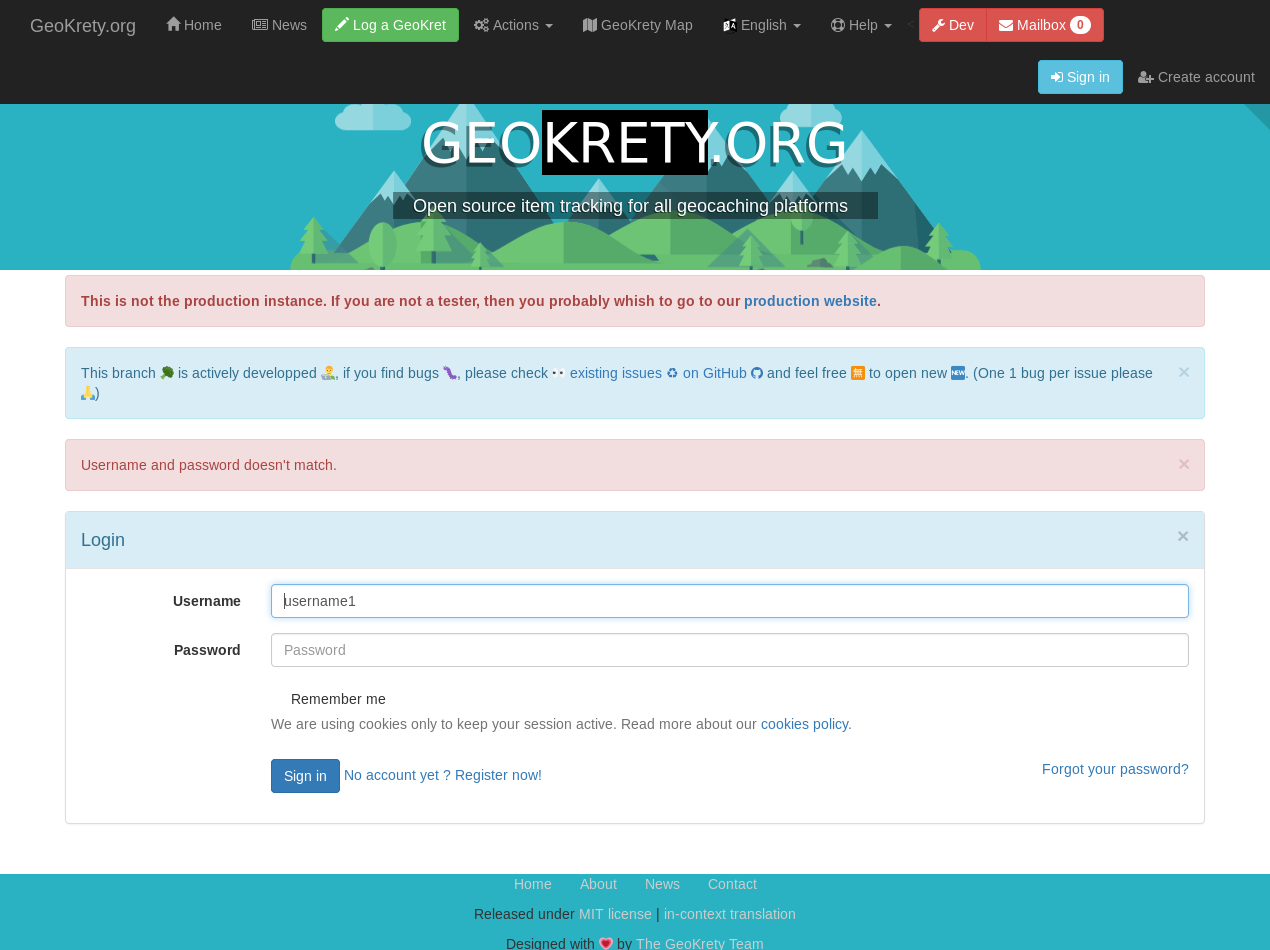 GeoKrety.org Home News Log a GeoKret Actions GeoKrety Map English Help Dev Mailbox 0
Sign in Create account
GEOKRETY.ORG
Open source item tracking for all geocaching platforms
This is not the production instance. If you are not a tester, then you probably whish to go to our production website.
This branch 🥦 is actively developped 👨‍💻, if you find bugs 🐛, please check 👀 existing issues ♻ on GitHub and feel free 🈚 to open new 🆕. (One 1 bug per issue please ×
🙏)
Username and password doesn't match. ×
Login ×
Username username1
Password Password
Remember me
We are using cookies only to keep your session active. Read more about our cookies policy.
Sign in No account yet ? Register now! Forgot your password?
Home About News Contact
Released under MIT license | in-context translation
Designed with 💗 by The GeoKrety Team